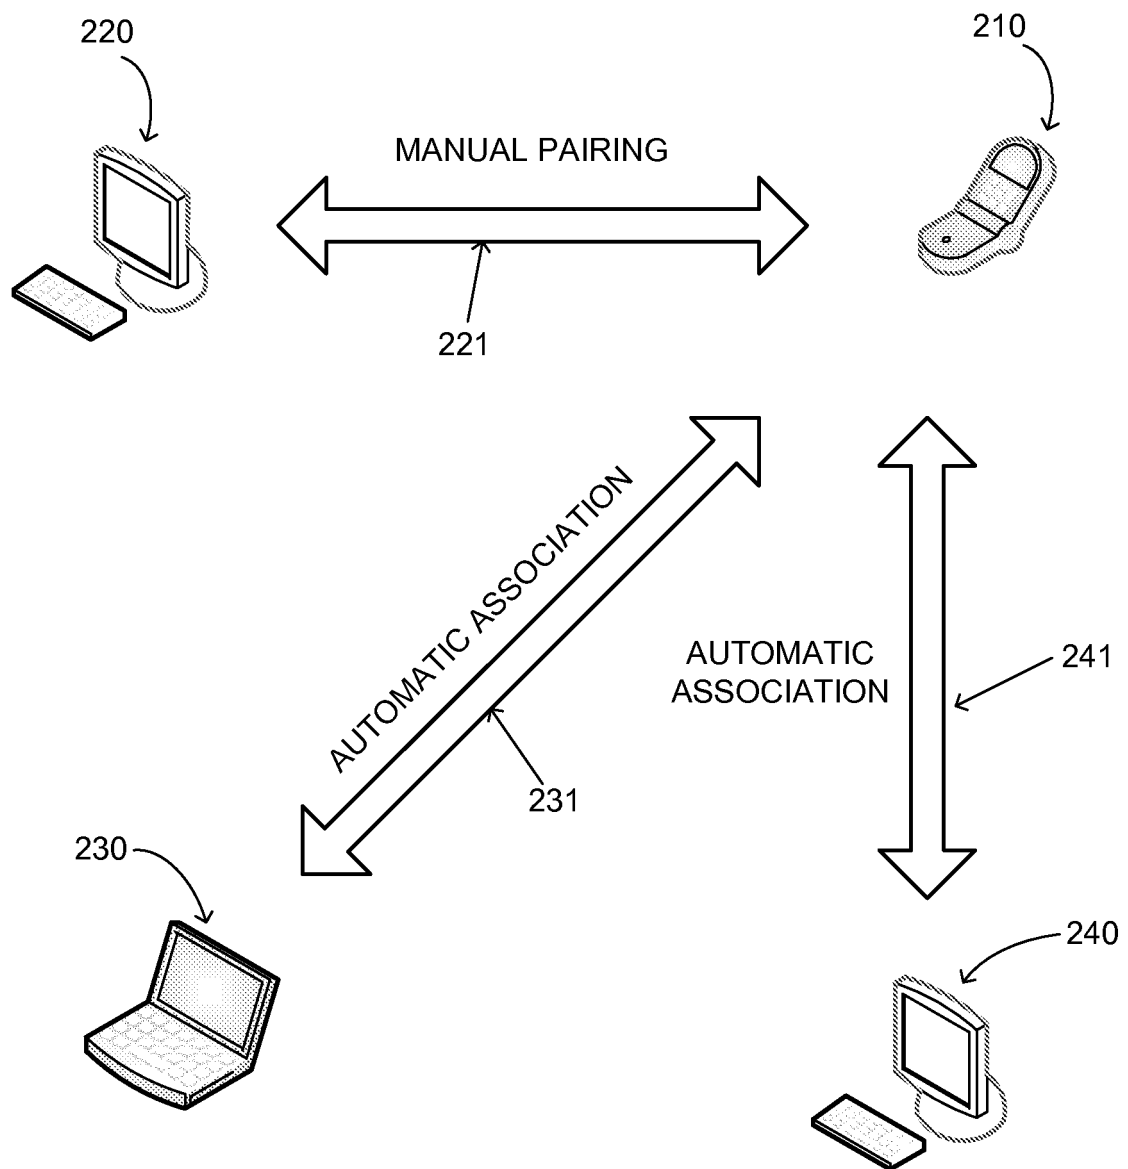 220
210
MANUAL PAIRING
221
AUTOMATIC ASSOCIATION
AUTOMATIC
ASSOCIATION
241
231
230
240